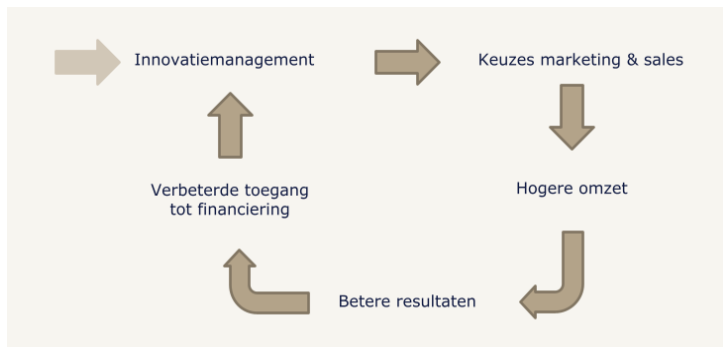 Innovatiemanagement
Keuzes marketing & sales
Hogere omzet
Betere resultaten
Verbeterde toegang
tot financiering